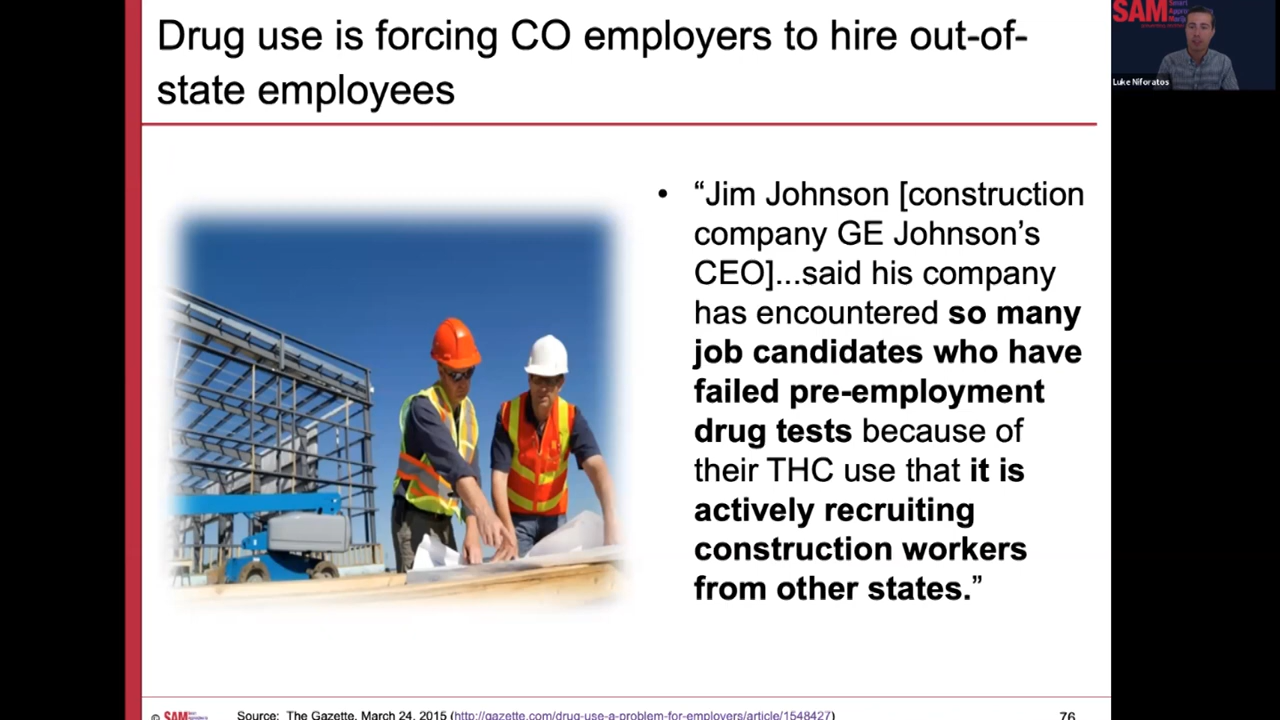 Drug use is forcing CO employers to hire out-of-
state employees
SAM Smart
Luke Niforatos
• “Jim Johnson [construction
company GE Johnson’s
CEO]...said his company
has encountered so many
job candidates who have
failed pre-employment
drug tests because of
their THC use that it is
actively recruiting
construction workers
from other states.”
© SAM
Source: The Gazette, March 24, 2015 (http://gazette.com/drug-use-a-problem-for-employers/article/1548427)
76